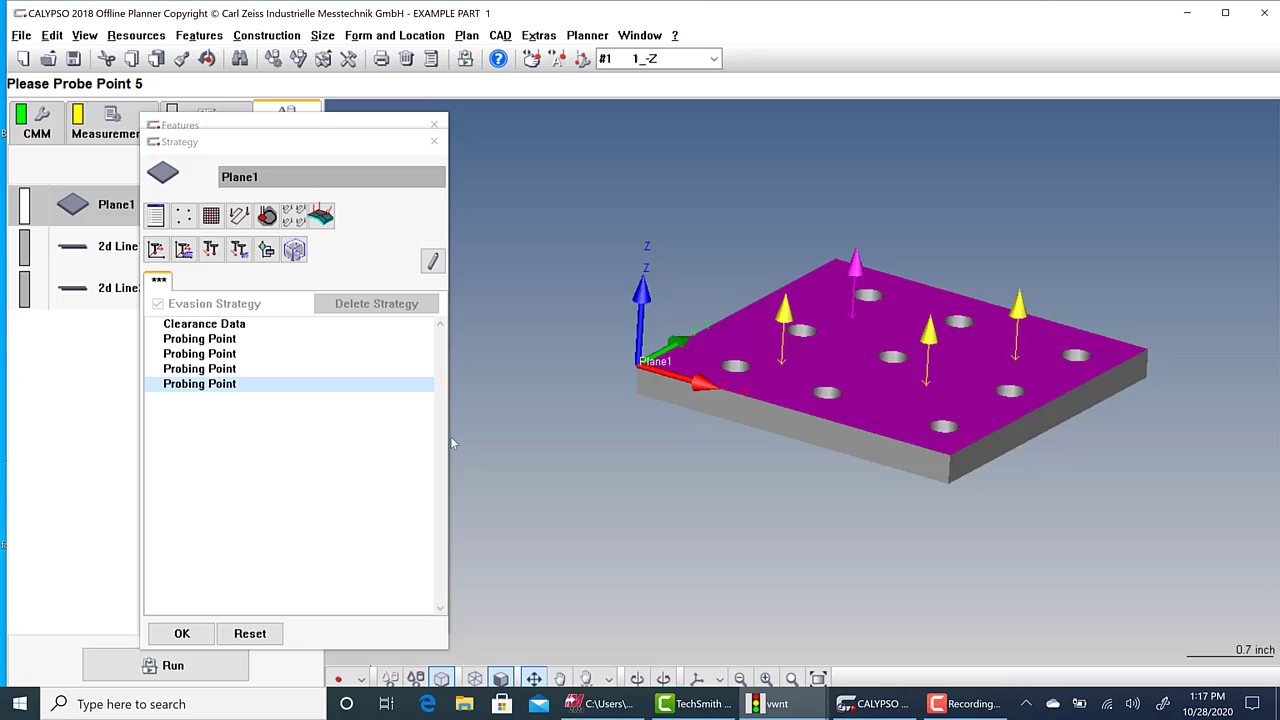 CALYPSO 2018 Offline Planner Copyright © Carl Zeiss Industrielle Messtechnik GmbH - EXAMPLE PART 1
File Edit View Resources Features Construction Size Form and Location Plan CAD Extras Planner Window ?
#1 1_-Z
Please Probe Point 5
CMM
Measuremen
Features
Strategy
Plane1
Plane1
2d Line
2d Line
***
Evasion Strategy
Delete Strategy
Clearance Data
Probing Point
Probing Point
Probing Point
Probing Point
OK
Reset
Run
Z
Z
Plane1
0.7 inch
Type here to search
C:\Users\...
TechSmith ...
vwnt
CALYPSO ...
Recording...
1:17 PM
10/28/2020